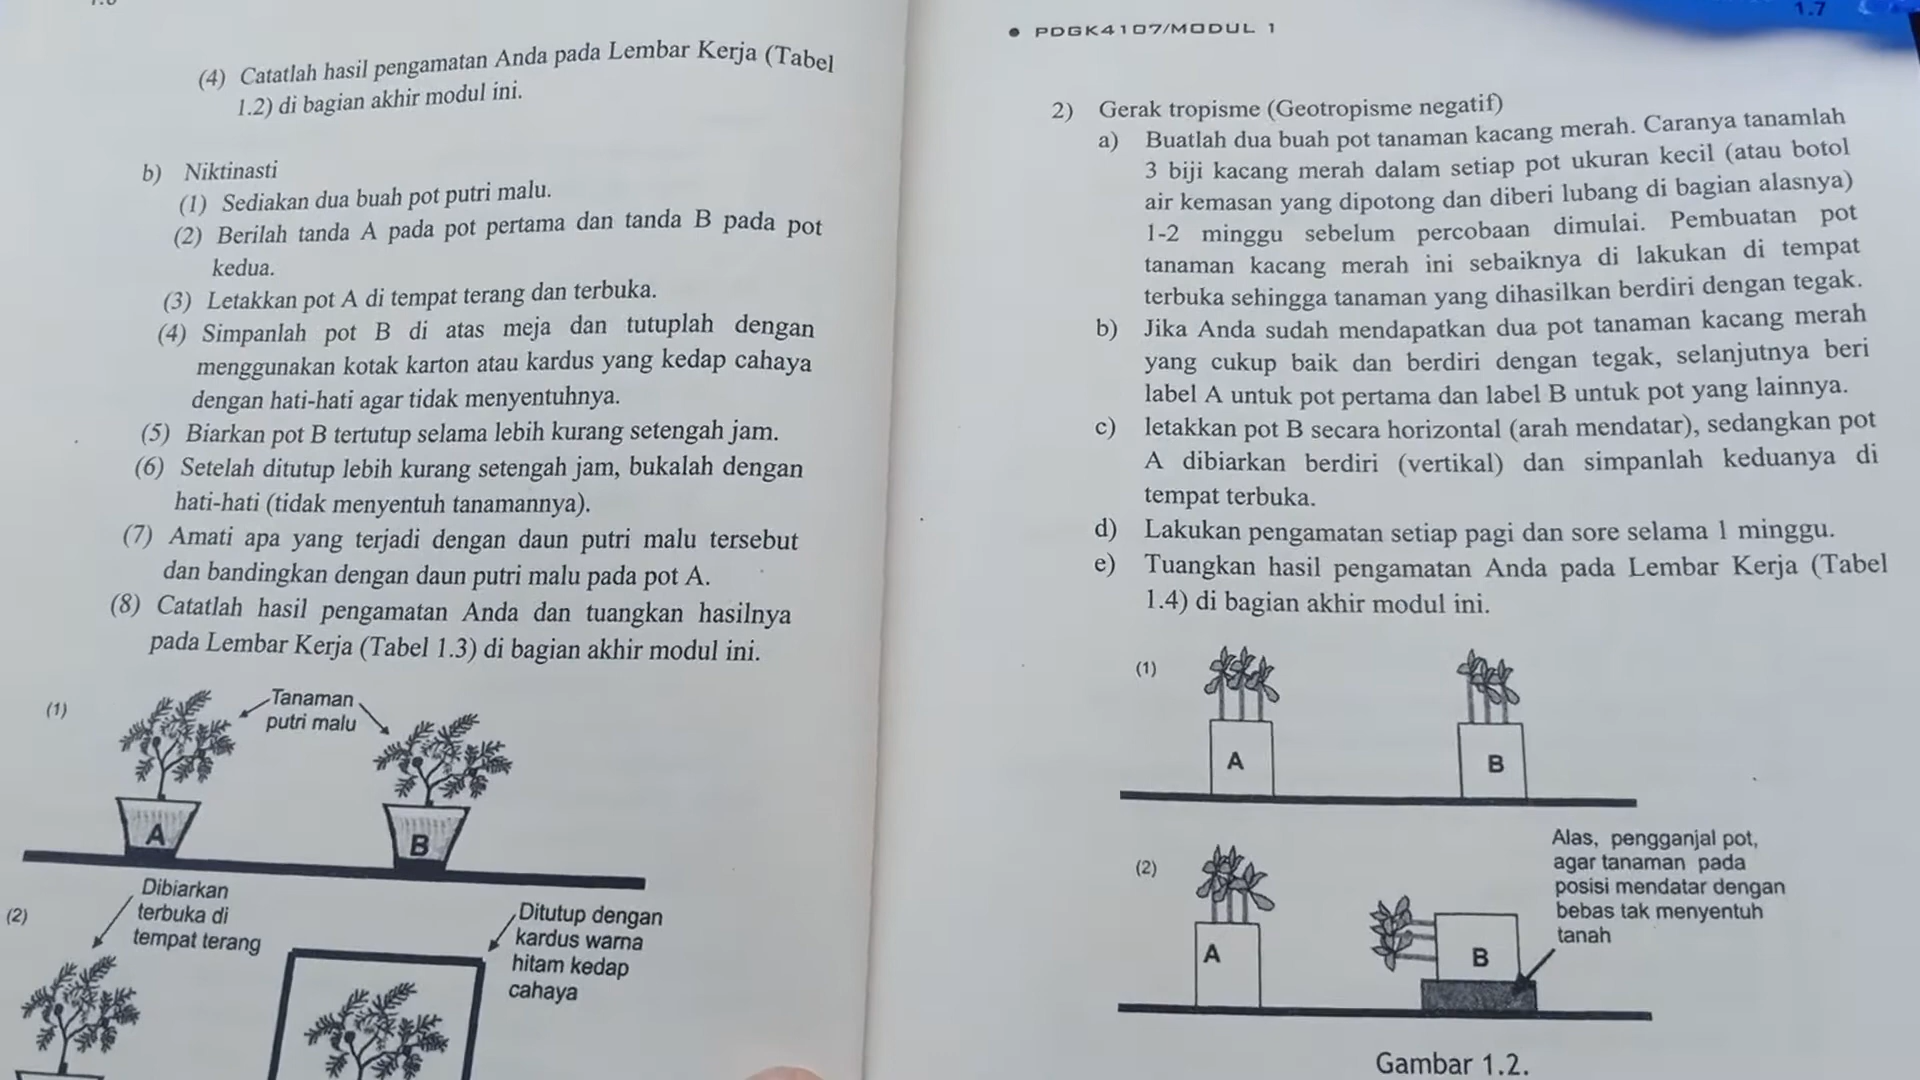 (4) Catatlah hasil pengamatan Anda pada Lembar Kerja (Tabel
1.2) di bagian akhir modul ini.
b) Niktinasti
(1) Sediakan dua buah pot putri malu.
(2) Berilah tanda A pada pot pertama dan tanda B pada pot
kedua.
(3) Letakkan pot A di tempat terang dan terbuka.
(4) Simpanlah pot B di atas meja dan tutuplah dengan
menggunakan kotak karton atau kardus yang kedap cahaya
dengan hati-hati agar tidak menyentuhnya.
(5) Biarkan pot B tertutup selama lebih kurang setengah jam.
(6) Setelah ditutup lebih kurang setengah jam, bukalah dengan
hati-hati (tidak menyentuh tanamannya).
(7) Amati apa yang terjadi dengan daun putri malu tersebut
dan bandingkan dengan daun putri malu pada pot A.
(8) Catatlah hasil pengamatan Anda dan tuangkan hasilnya
pada Lembar Kerja (Tabel 1.3) di bagian akhir modul ini.
(1)
Tanaman
putri malu
A
B
(2)
Dibiarkan
terbuka di
tempat terang
Ditutup dengan
kardus warna
hitam kedap
cahaya
● PDGK4107/MODUL 1
1.7
2) Gerak tropisme (Geotropisme negatif)
a) Buatlah dua buah pot tanaman kacang merah. Caranya tanamlah
3 biji kacang merah dalam setiap pot ukuran kecil (atau botol
air kemasan yang dipotong dan diberi lubang di bagian alasnya)
1-2 minggu sebelum percobaan dimulai. Pembuatan pot
tanaman kacang merah ini sebaiknya di lakukan di tempat
terbuka sehingga tanaman yang dihasilkan berdiri dengan tegak.
b) Jika Anda sudah mendapatkan dua pot tanaman kacang merah
yang cukup baik dan berdiri dengan tegak, selanjutnya beri
label A untuk pot pertama dan label B untuk pot yang lainnya.
c) letakkan pot B secara horizontal (arah mendatar), sedangkan pot
A dibiarkan berdiri (vertikal) dan simpanlah keduanya di
tempat terbuka.
d) Lakukan pengamatan setiap pagi dan sore selama 1 minggu.
e) Tuangkan hasil pengamatan Anda pada Lembar Kerja (Tabel
1.4) di bagian akhir modul ini.
(1)
A
B
(2)
A
B
Alas, pengganjal pot,
agar tanaman pada
posisi mendatar dengan
bebas tak menyentuh
tanah
Gambar 1.2.